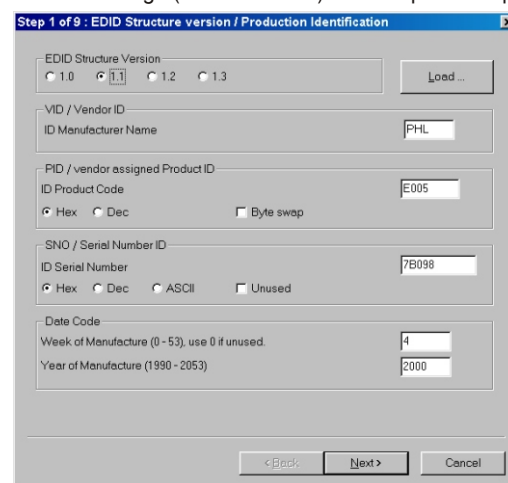 Step 1 of 9 : EDID Structure version / Production Identification
EDID Structure Version
1.0 1.1 1.2 1.3
Load ...
VID / Vendor ID
ID Manufacturer Name PHL
PID / vendor assigned Product ID
ID Product Code E005
Hex Dec Byte swap
SNO / Serial Number ID
ID Serial Number 7B098
Hex Dec ASCII Unused
Date Code
Week of Manufacture (0 - 53), use 0 if unused. 4
Year of Manufacture (1990 - 2053) 2000
< Back Next > Cancel